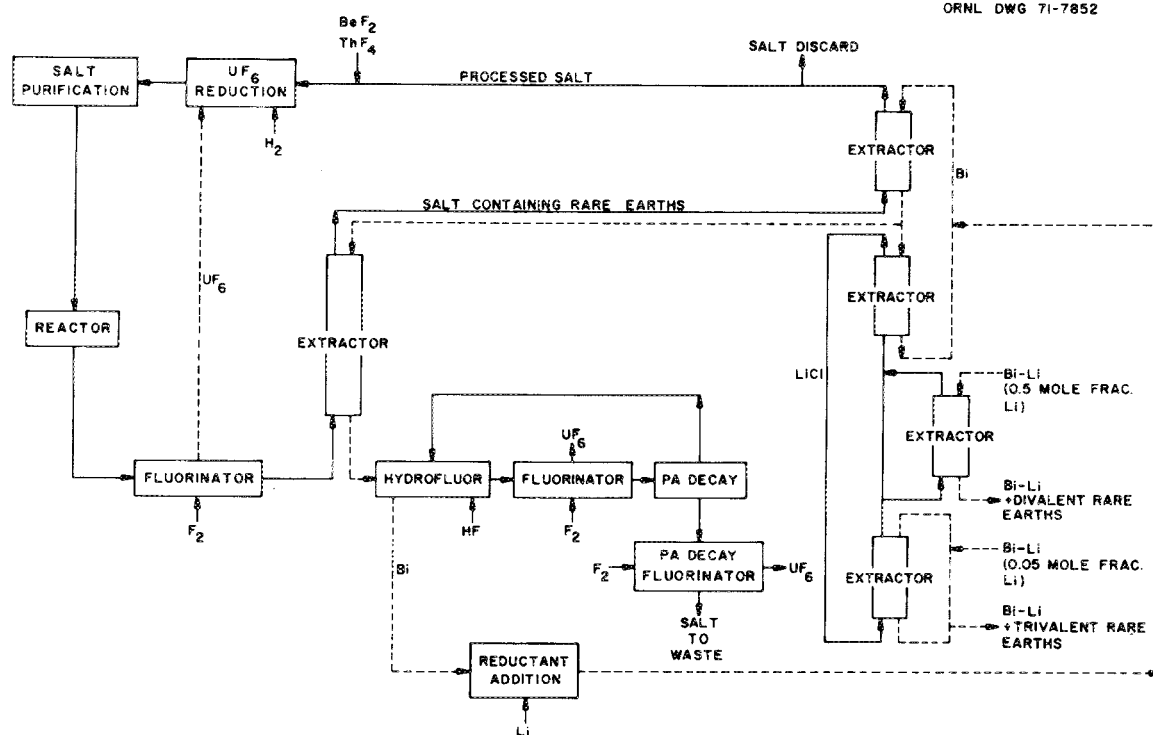 ORNL DWG 71-7852
BeF2
ThF4
SALT DISCARD
SALT
PURIFICATION
UF6
REDUCTION
PROCESSED SALT
H2
EXTRACTOR
Bi
SALT CONTAINING RARE EARTHS
UF6
REACTOR
EXTRACTOR
EXTRACTOR
LiCl
Bi-Li
(0.5 MOLE FRAC.
Li)
EXTRACTOR
UF6
FLUORINATOR
HYDROFLUOR
FLUORINATOR
PA DECAY
Bi-Li
+DIVALENT RARE
EARTHS
F2
HF
F2
Bi
F2
PA DECAY
FLUORINATOR
UF6
EXTRACTOR
Bi-Li
(0.05 MOLE FRAC.
Li)
Bi-Li
+TRIVALENT RARE
EARTHS
SALT
TO
WASTE
REDUCTANT
ADDITION
Li